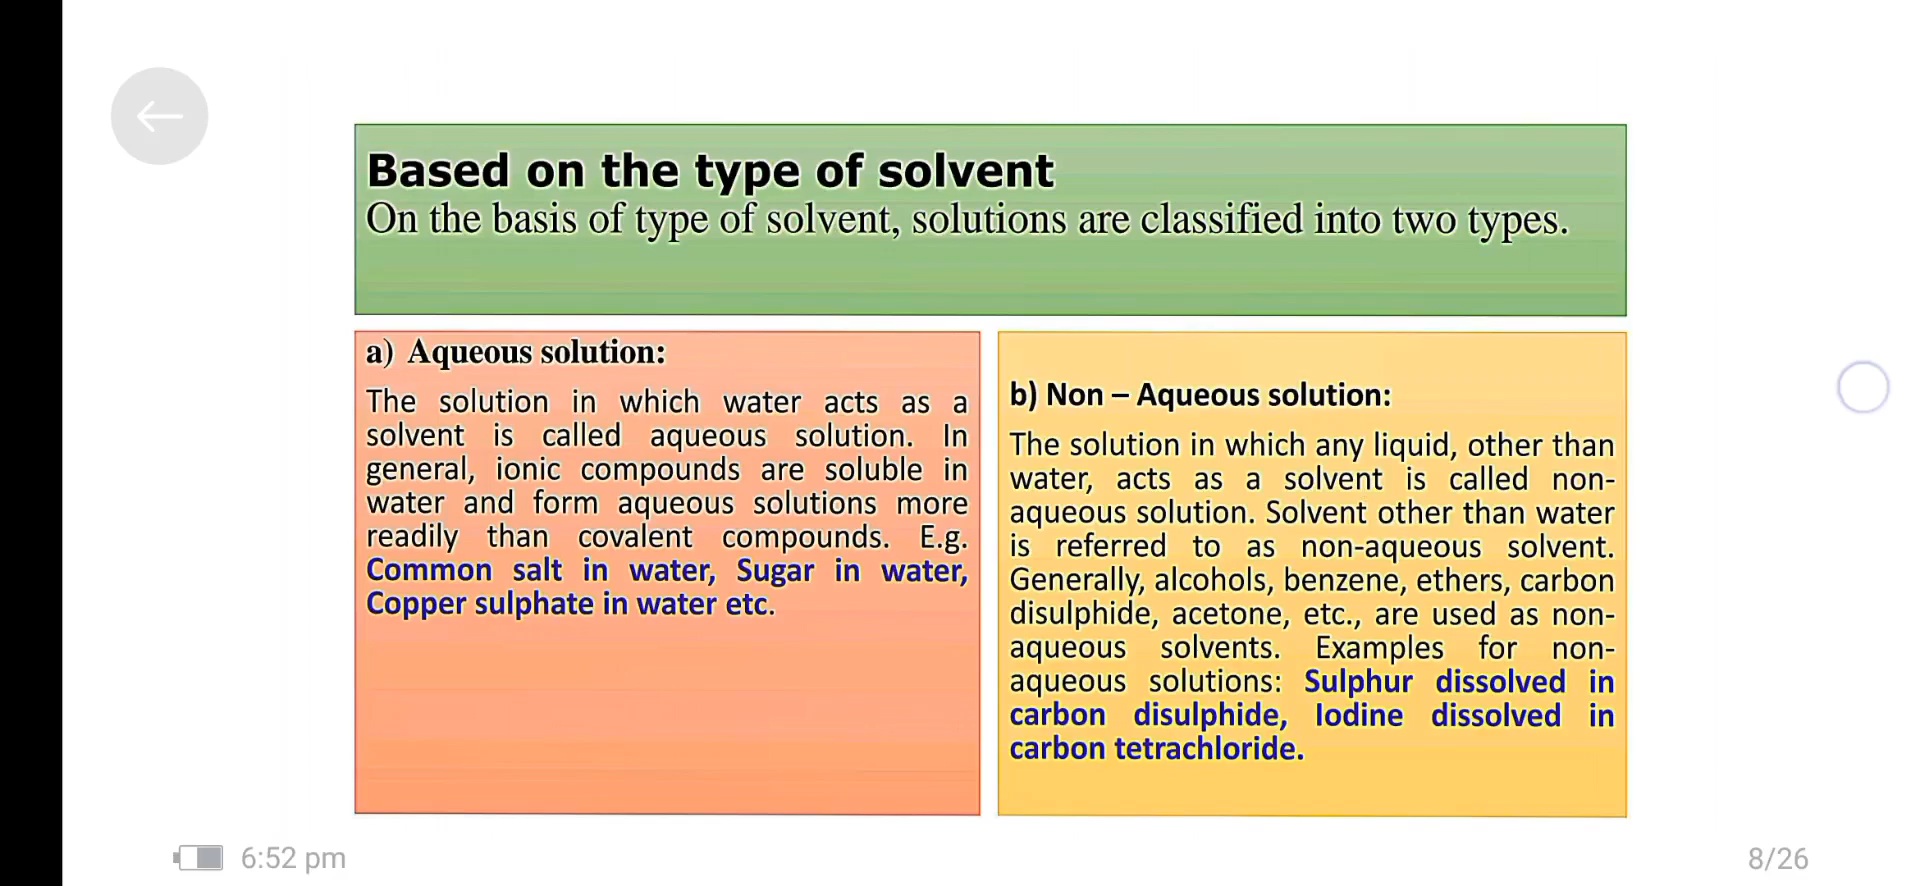 Based on the type of solvent
On the basis of type of solvent, solutions are classified into two types.
a) Aqueous solution:
The solution in which water acts as a
solvent is called aqueous solution. In
general, ionic compounds are soluble in
water and form aqueous solutions more
readily than covalent compounds. E.g.
Common salt in water, Sugar in water,
Copper sulphate in water etc.
b) Non – Aqueous solution:
The solution in which any liquid, other than
water, acts as a solvent is called non-
aqueous solution. Solvent other than water
is referred to as non-aqueous solvent.
Generally, alcohols, benzene, ethers, carbon
disulphide, acetone, etc., are used as non-
aqueous solvents. Examples for non-
aqueous solutions: Sulphur dissolved in
carbon disulphide, Iodine dissolved in
carbon tetrachloride.
6:52 pm
8/26